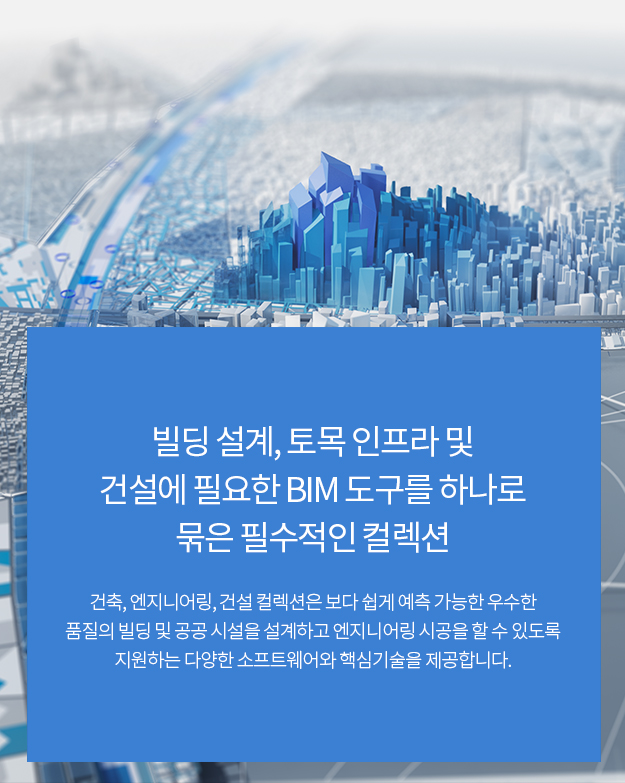 빌딩 설계, 토목 인프라 및
건설에 필요한 BIM 도구를 하나로
묶은 필수적인 컬렉션
건축, 엔지니어링, 건설 컬렉션은 보다 쉽게 예측 가능한 우수한
품질의 빌딩 및 공공 시설을 설계하고 엔지니어링 시공을 할 수 있도록
지원하는 다양한 소프트웨어와 핵심기술을 제공합니다.